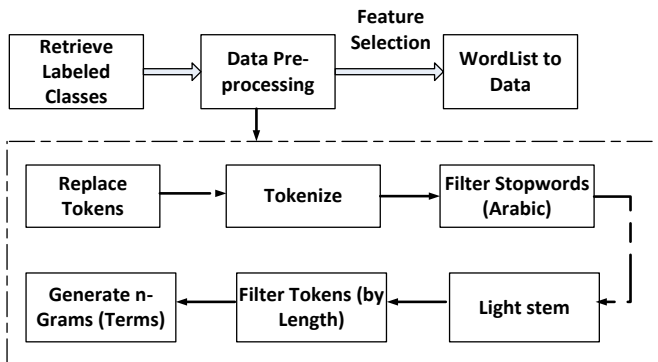 Retrieve
Labeled
Classes
Data Pre-
processing
Feature
Selection
WordList to
Data
Replace
Tokens
Tokenize
Filter Stopwords
(Arabic)
Generate n-
Grams (Terms)
Filter Tokens (by
Length)
Light stem